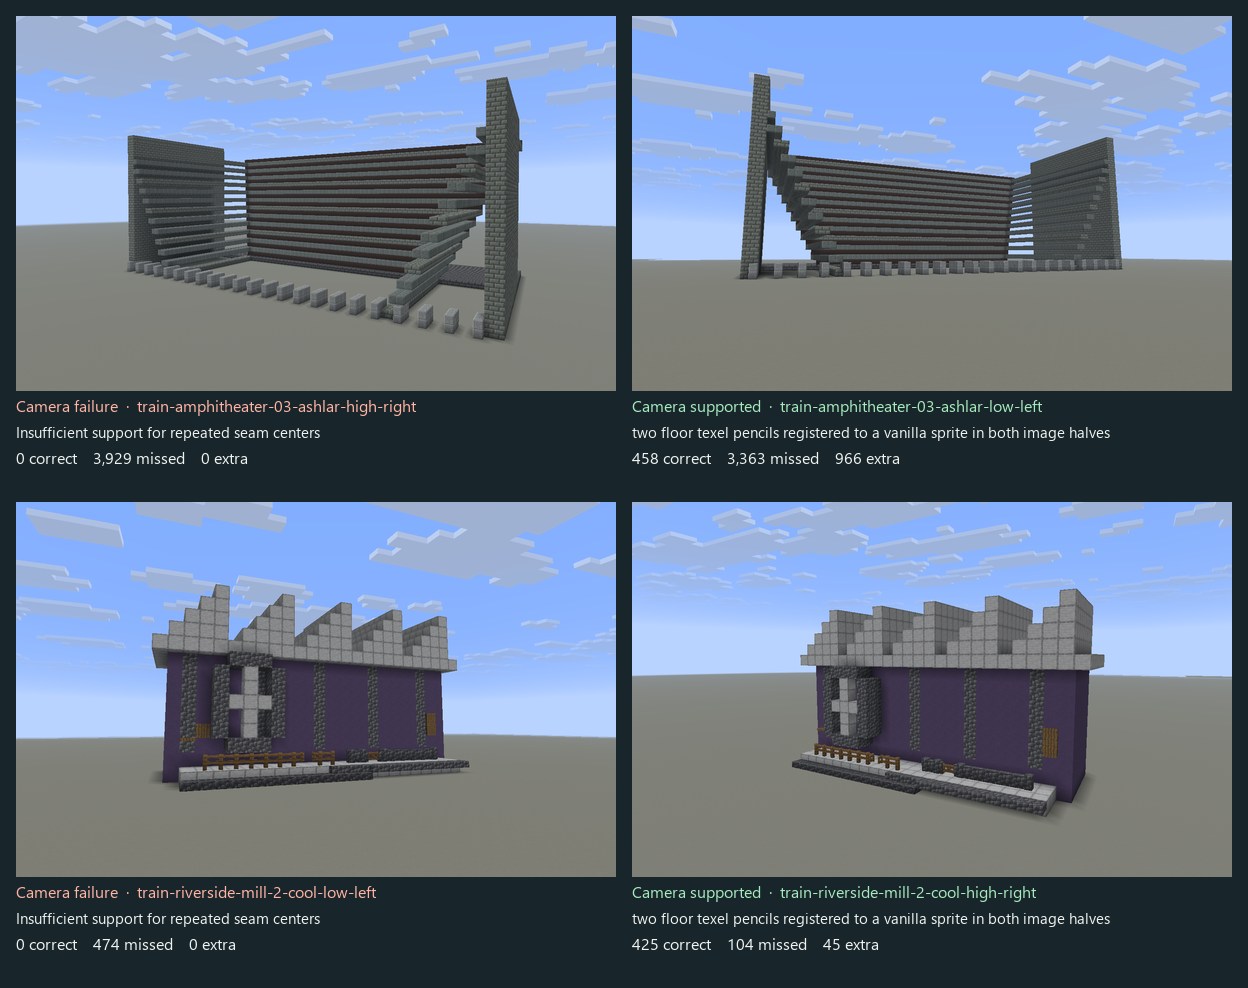 Camera failure · train-amphitheater-03-ashlar-high-right
Insufficient support for repeated seam centers
0 correct 3,929 missed 0 extra
Camera supported · train-amphitheater-03-ashlar-low-left
two floor texel pencils registered to a vanilla sprite in both image halves
458 correct 3,363 missed 966 extra
Camera failure · train-riverside-mill-2-cool-low-left
Insufficient support for repeated seam centers
0 correct 474 missed 0 extra
Camera supported · train-riverside-mill-2-cool-high-right
two floor texel pencils registered to a vanilla sprite in both image halves
425 correct 104 missed 45 extra